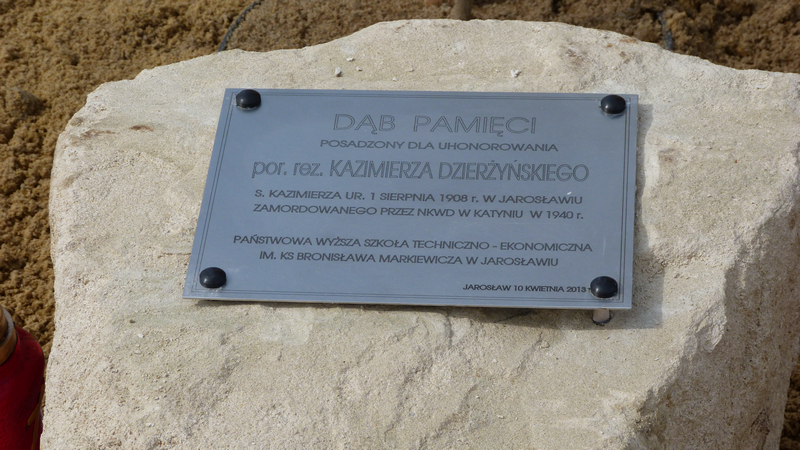 DĄB PAMIĘCI
POSADZONY DLA UHONOROWANIA
por. rez. KAZIMIERZA DZIERŻYŃSKIEGO
S. KAZIMIERZA UR. 1 SIERPNIA 1908 r. W JAROSŁAWIU
ZAMORDOWANEGO PRZEZ NKWD W KATYNIU W 1940 r.
PAŃSTWOWA WYŻSZA SZKOŁA TECHNICZNO - EKONOMICZNA
IM. KS BRONISŁAWA MARKIEWICZA W JAROSŁAWIU
JAROSŁAW 10 KWIETNIA 2013